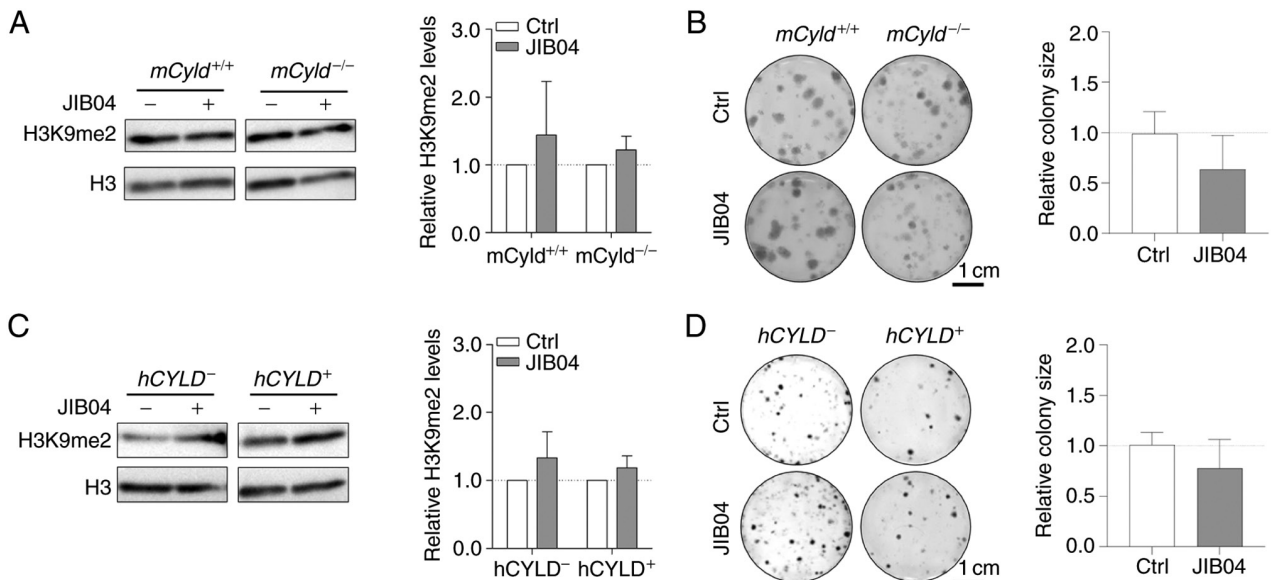 A
mCyld+/+ mCyld−/−
JIB04 − + − +
H3K9me2
H3
Relative H3K9me2 levels
3.0
2.0
1.0
0.0
Ctrl
JIB04
mCyld+/+ mCyld−/−
B
mCyld+/+ mCyld−/−
Ctrl
JIB04
1 cm
Relative colony size
2.0
1.5
1.0
0.5
0.0
Ctrl JIB04
C
hCYLD− hCYLD+
JIB04 − + − +
H3K9me2
H3
Relative H3K9me2 levels
3.0
2.0
1.0
0.0
Ctrl
JIB04
hCYLD− hCYLD+
D
hCYLD− hCYLD+
Ctrl
JIB04
1 cm
Relative colony size
2.0
1.5
1.0
0.5
0.0
Ctrl JIB04